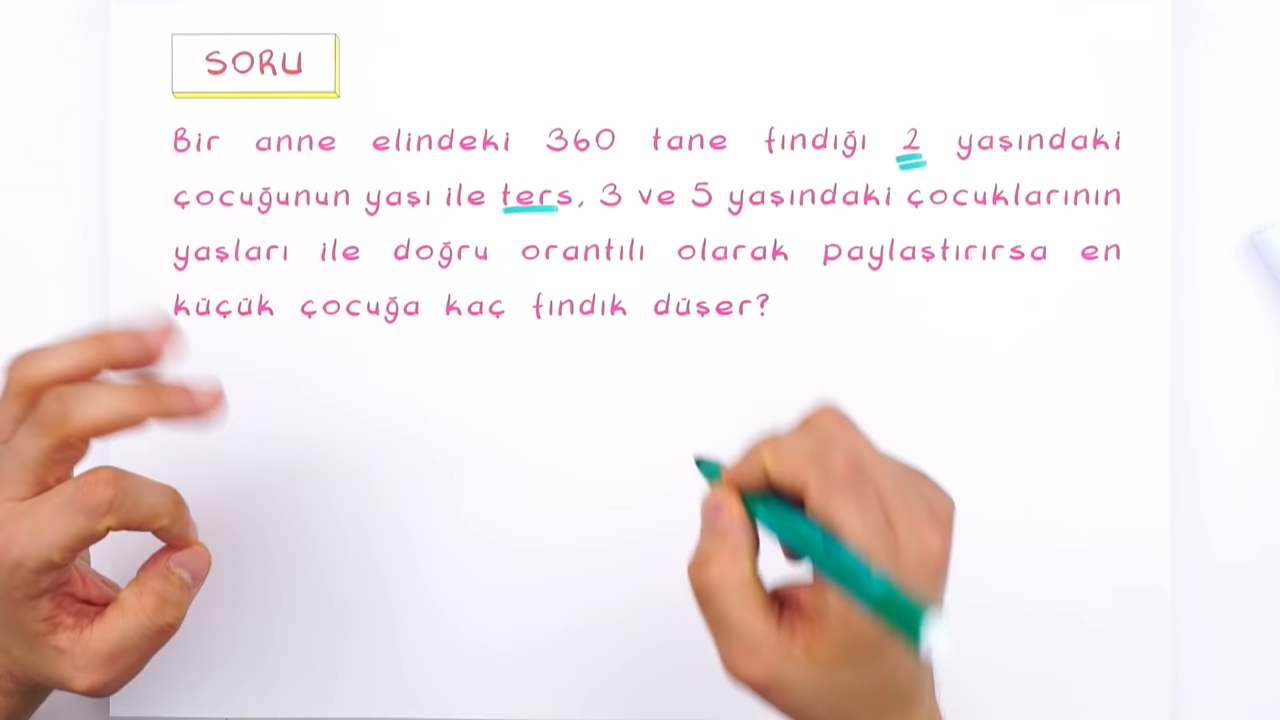 SORU
Bir anne elindeki 360 tane fındığı 2 yaşındaki
çocuğunun yaşı ile ters, 3 ve 5 yaşındaki çocuklarının
yaşları ile doğru orantılı olarak paylaştırırsa en
küçük çocuğa kaç fındık düşer?